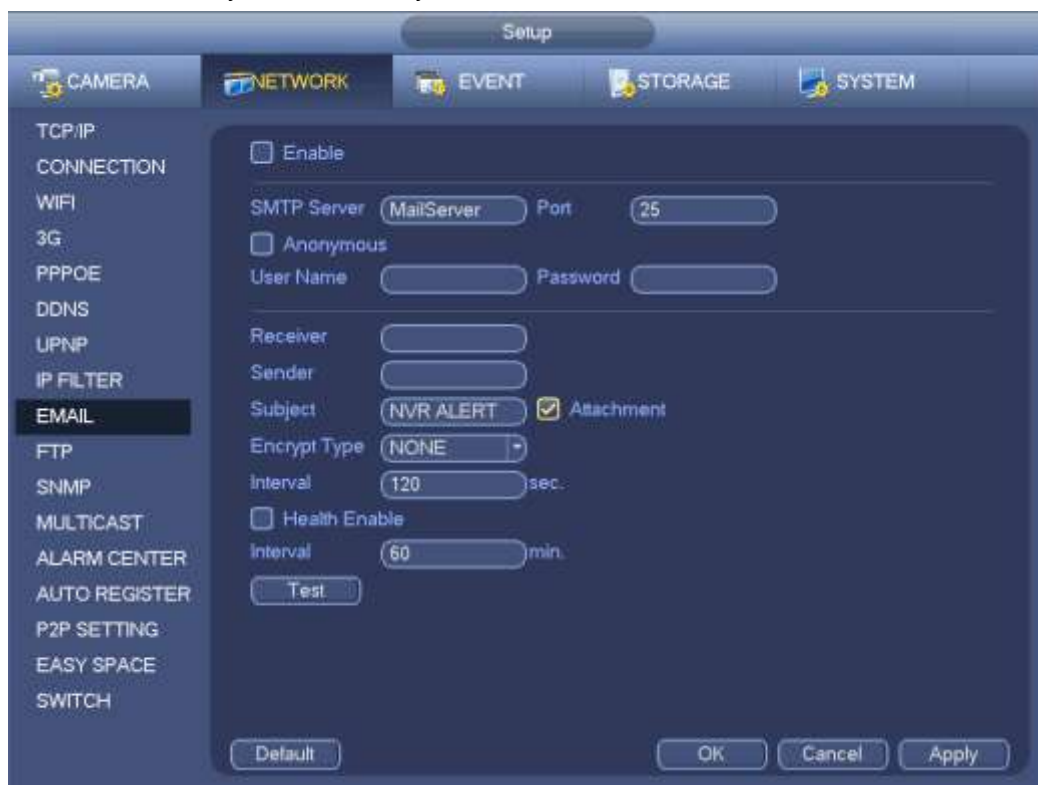 Setup
CAMERA NETWORK EVENT STORAGE SYSTEM
TCP/IP
CONNECTION
WIFI
3G
PPPOE
DDNS
UPNP
IP FILTER
EMAIL
FTP
SNMP
MULTICAST
ALARM CENTER
AUTO REGISTER
P2P SETTING
EASY SPACE
SWITCH
Enable
SMTP Server MailServer Port 25
Anonymous
User Name Password
Receiver
Sender
Subject NVR ALERT Attachment
Encrypt Type NONE
Interval 120 sec.
Health Enable
Interval 60 min.
Test
Default OK Cancel Apply